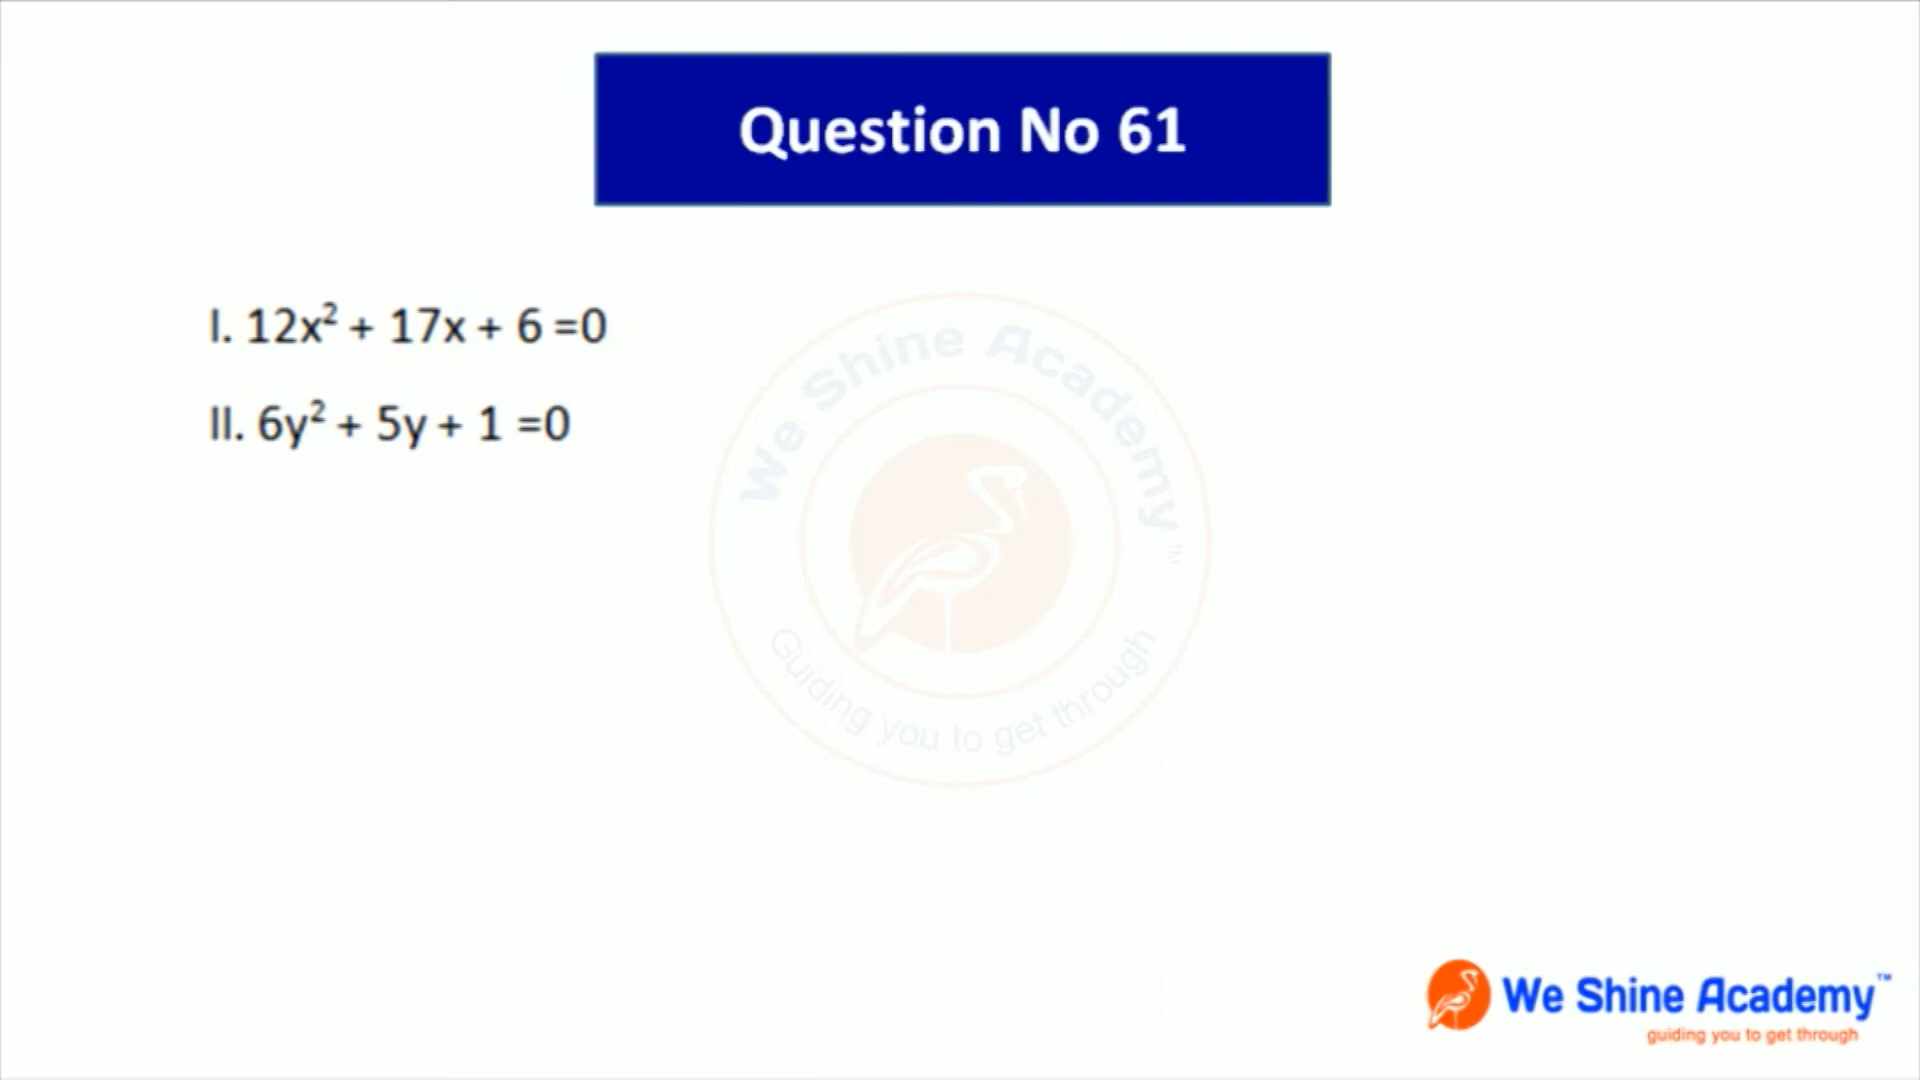 Question No 61
I. 12x² + 17x + 6 =0
II. 6y² + 5y + 1 =0
We Shine Academy™
Guiding you to get through
We Shine Academy™
guiding you to get through